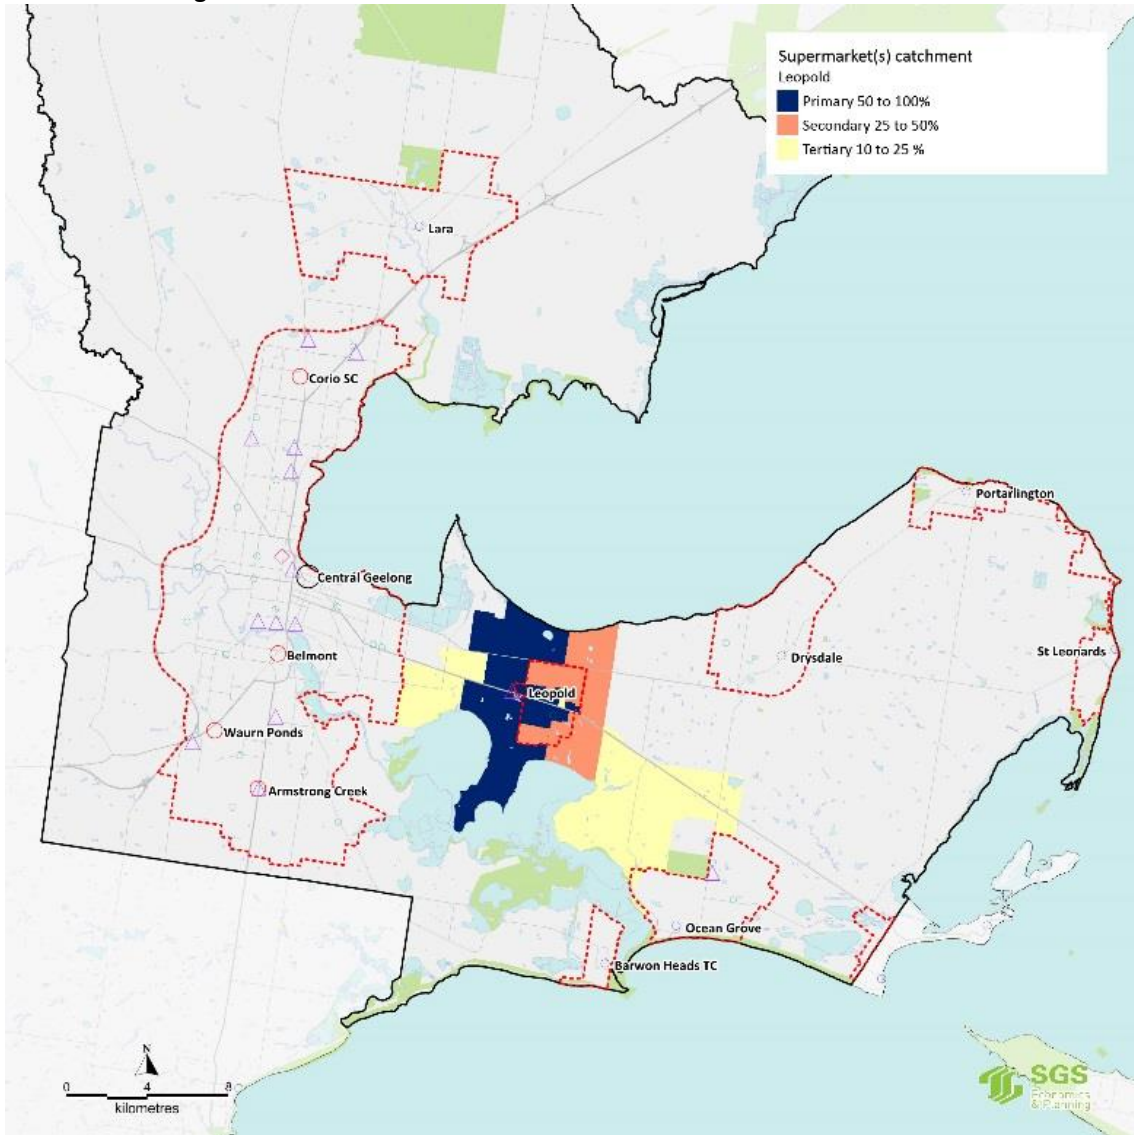 Supermarket(s) catchment
Leopold
Primary 50 to 100%
Secondary 25 to 50%
Tertiary 10 to 25 %
Lara
Corio SC
Portarlington
Central Geelong
St Leonards
Belmont
Drysdale
Leopold
Waurn Ponds
Armstrong Creek
Ocean Grove
Barwon Heads TC
N
0 4 8
kilometres
SGS
Economics
& Planning